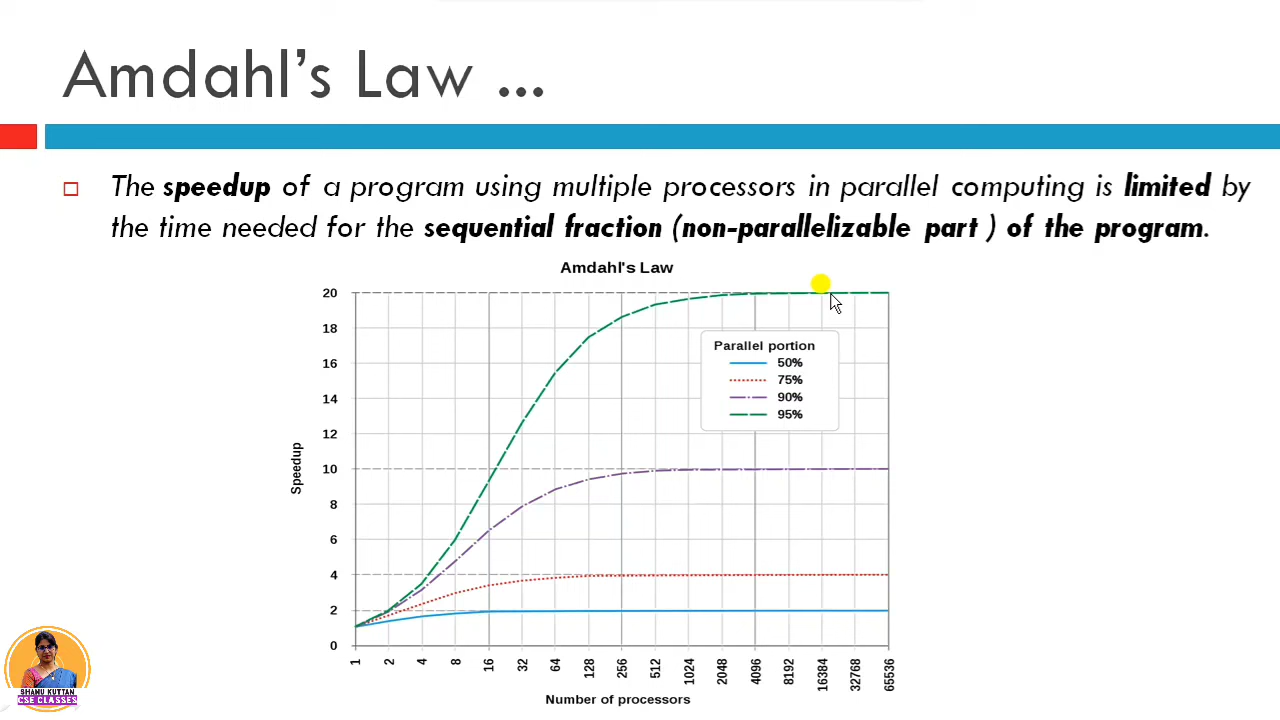 Amdahl’s Law ...
The speedup of a program using multiple processors in parallel computing is limited by
the time needed for the sequential fraction (non-parallelizable part ) of the program.
Amdahl's Law
20
18
16
14
12
10
8
6
4
2
0
Speedup
Parallel portion
50%
75%
90%
95%
1 2 4 8 16 32 64 128 256 512 1024 2048 4096 8192 16384 32768 65536
Number of processors
SHAMU KUTTAN
CSE CLASSES